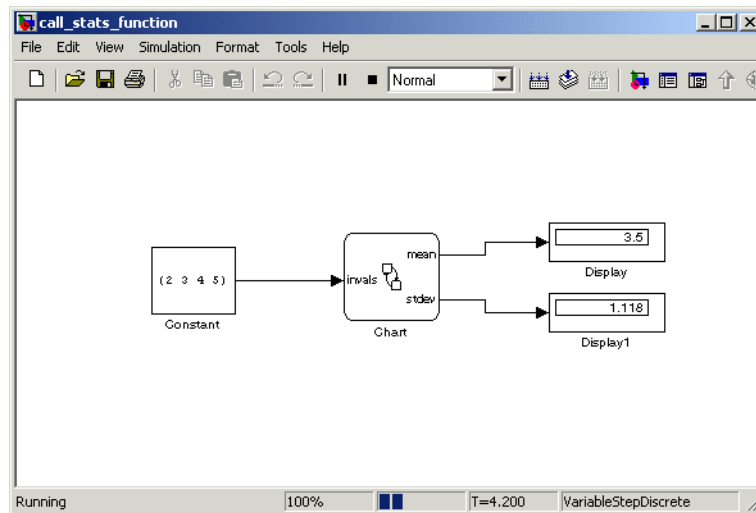 call_stats_function
File Edit View Simulation Format Tools Help
Normal
(2 3 4 5)
Constant
invals
mean
stdev
Chart
3.5
Display
1.118
Display1
Running 100% T=4.200 VariableStepDiscrete